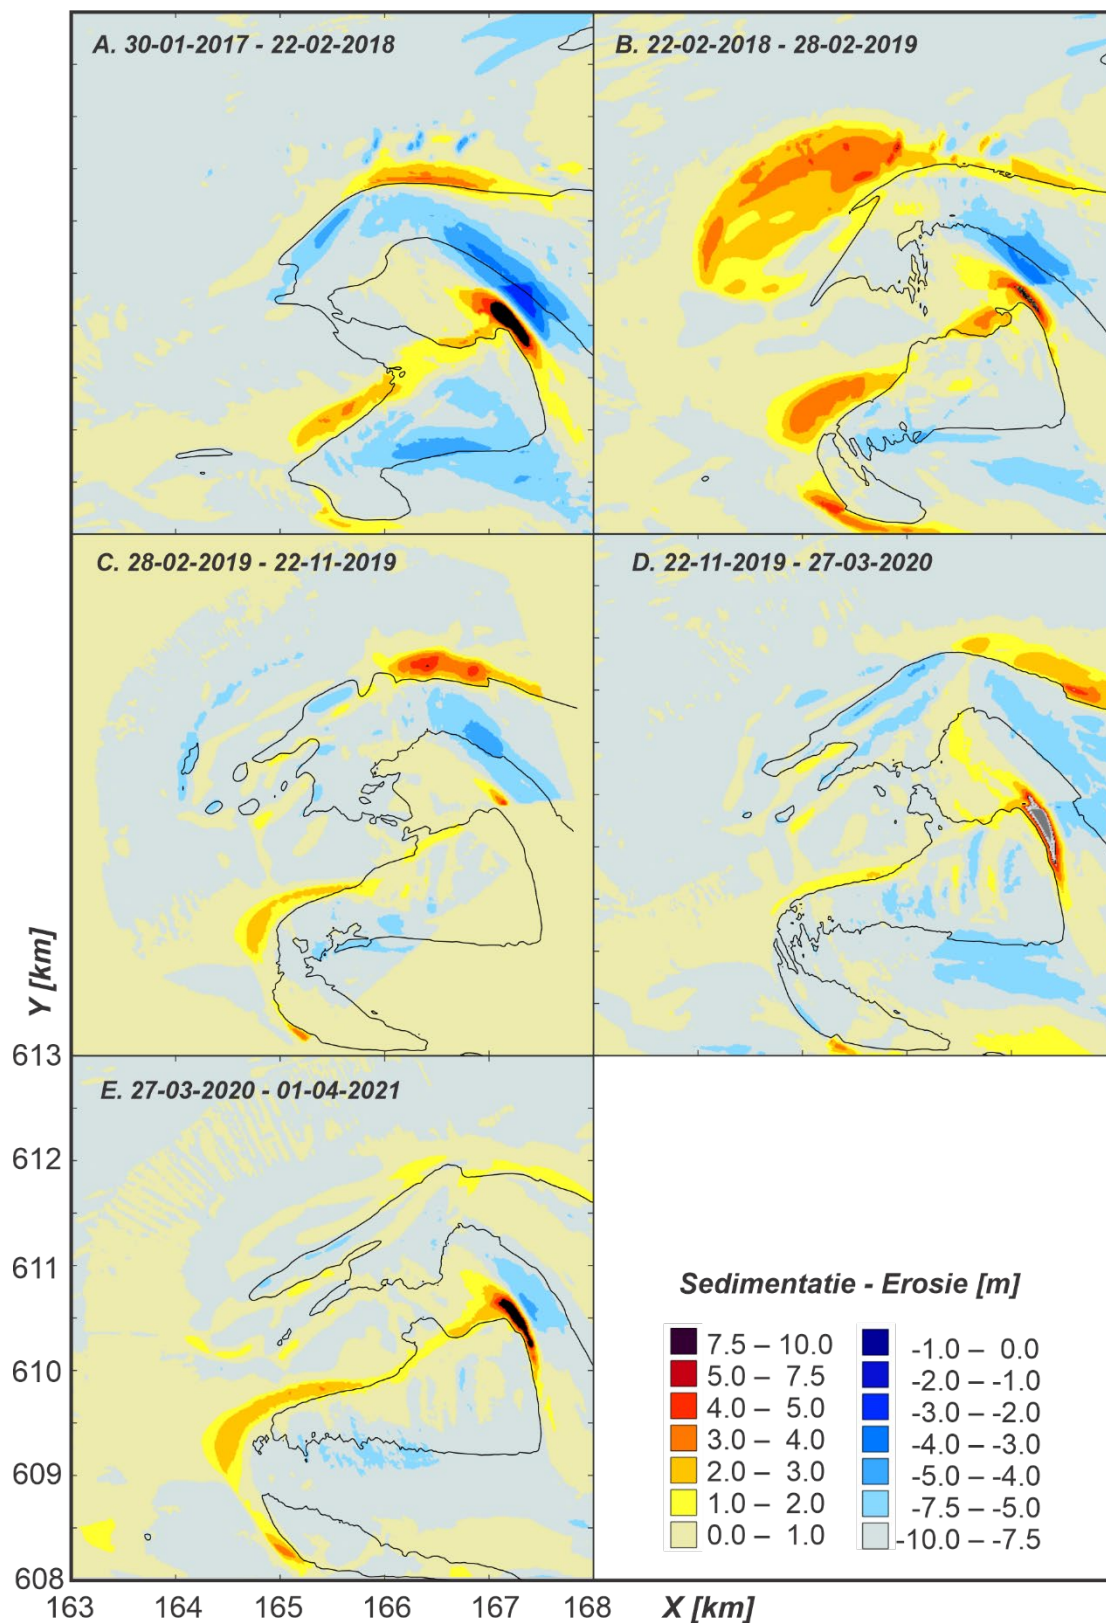 A. 30-01-2017 - 22-02-2018
B. 22-02-2018 - 28-02-2019
C. 28-02-2019 - 22-11-2019
D. 22-11-2019 - 27-03-2020
Y [km]
613
E. 27-03-2020 - 01-04-2021
612
611
610
609
608
Sedimentatie - Erosie [m]
7.5 – 10.0
5.0 – 7.5
4.0 – 5.0
3.0 – 4.0
2.0 – 3.0
1.0 – 2.0
0.0 – 1.0
-1.0 – 0.0
-2.0 – -1.0
-3.0 – -2.0
-4.0 – -3.0
-5.0 – -4.0
-7.5 – -5.0
-10.0 – -7.5
163 164 165 166 167 168 X [km]